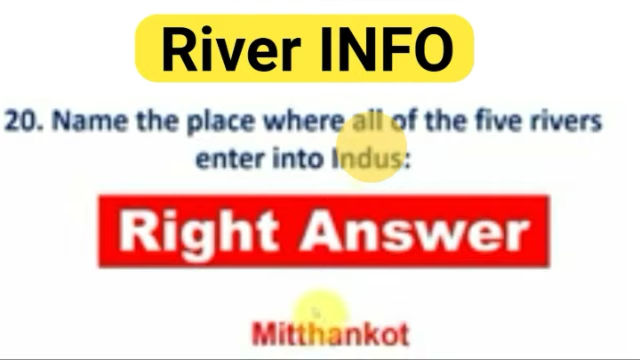 River INFO
20. Name the place where all of the five rivers
enter into Indus:
Right Answer
Mitthankot